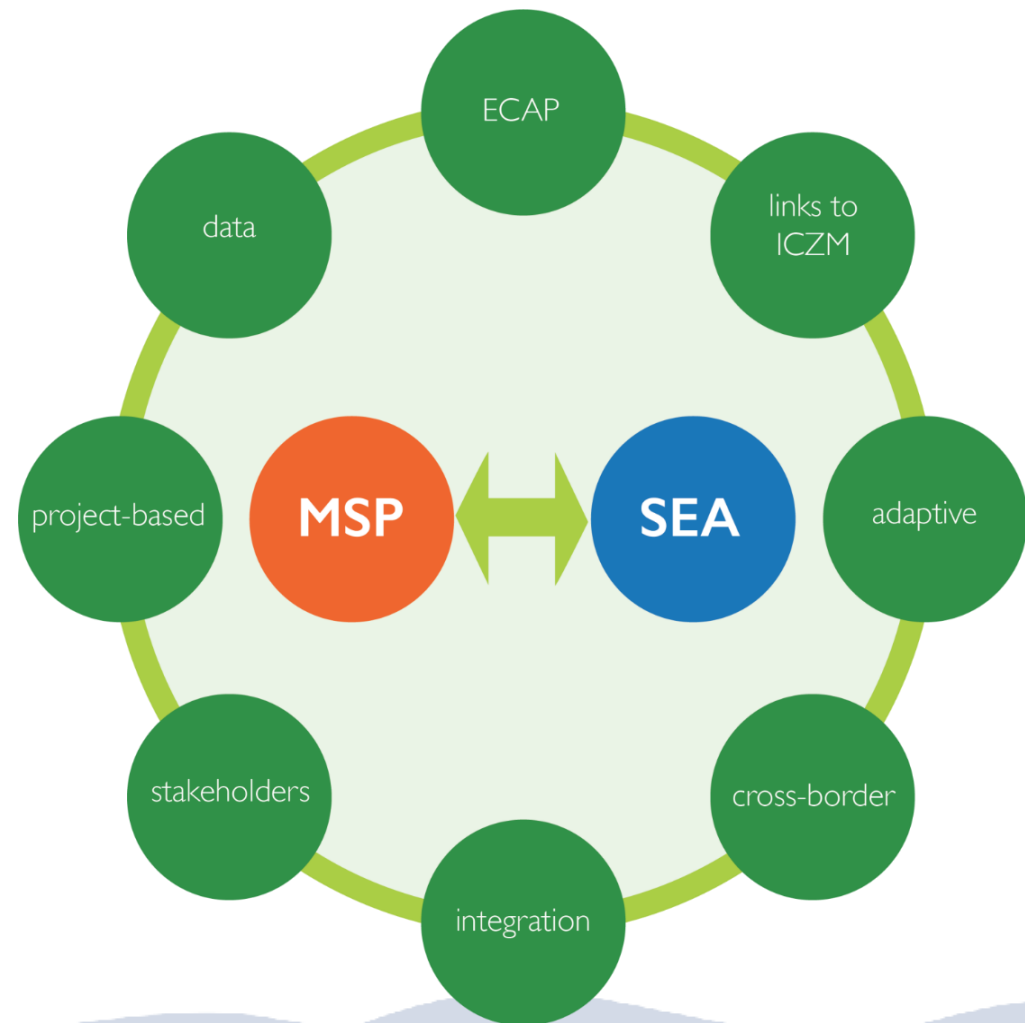 ECAP
links to
ICZM
data
project-based
MSP
SEA
adaptive
stakeholders
cross-border
integration